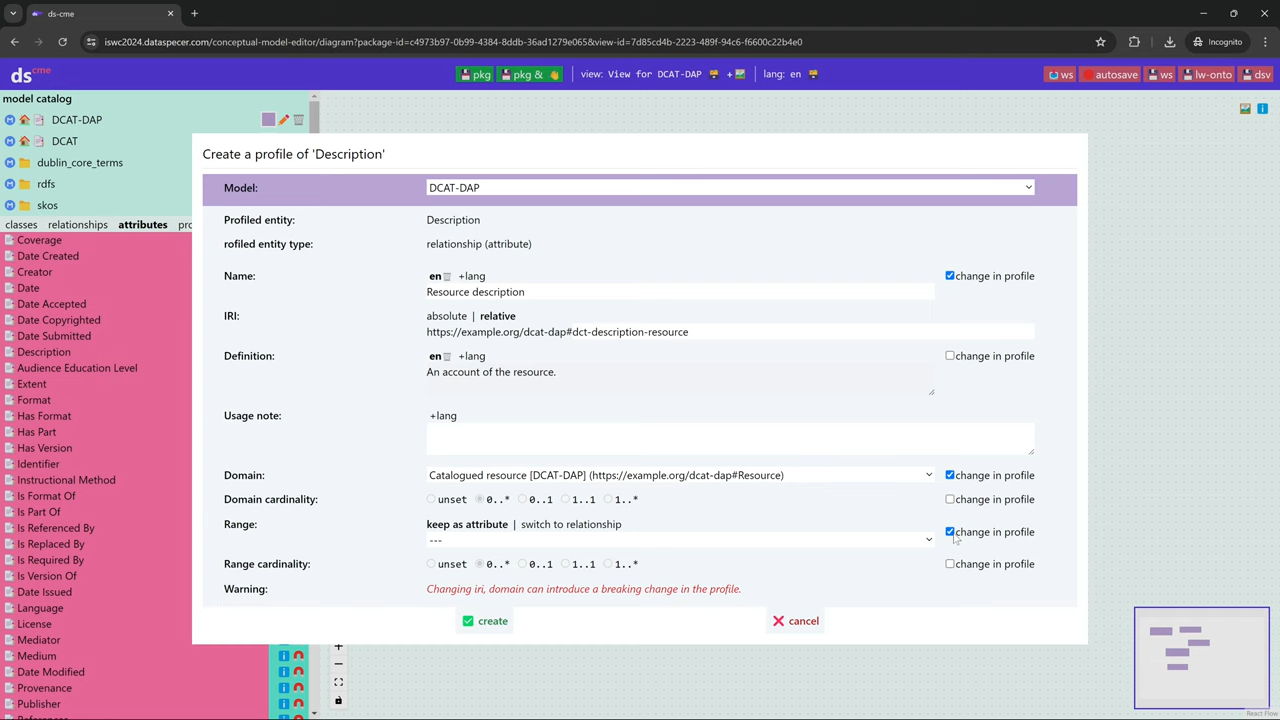 ds-cme
iswc2024.dataspecer.com/conceptual-model-editor/diagram?package-id=c4973b97-0b99-4384-8ddb-36ad1279e065&view-id=7d85cd4b-2223-489f-94c6-f6600c22b4e0
Incognito
ds cme
pkg
pkg &
view: View for DCAT-DAP
lang: en
ws
autosave
ws
lw-onto
dsv
model catalog
M DCAT-DAP
M DCAT
M dublin_core_terms
M rdfs
M skos
classes relationships attributes pro
Coverage
Date Created
Creator
Date
Date Accepted
Date Copyrighted
Date Submitted
Description
Audience Education Level
Extent
Format
Has Format
Has Part
Has Version
Identifier
Instructional Method
Is Format Of
Is Part Of
Is Referenced By
Is Replaced By
Is Required By
Is Version Of
Date Issued
Language
License
Mediator
Medium
Date Modified
Provenance
Publisher
References
Create a profile of 'Description'
Model: DCAT-DAP
Profiled entity: Description
rofiled entity type: relationship (attribute)
Name: en +lang change in profile
Resource description
IRI: absolute | relative
https://example.org/dcat-dap#dct-description-resource
Definition: en +lang change in profile
An account of the resource.
Usage note: +lang
Domain: Catalogued resource [DCAT-DAP] (https://example.org/dcat-dap#Resource) change in profile
Domain cardinality: unset 0..* 0..1 1..1 1..* change in profile
Range: keep as attribute | switch to relationship change in profile
---
Range cardinality: unset 0..* 0..1 1..1 1..* change in profile
Warning: Changing iri, domain can introduce a breaking change in the profile.
create
cancel
React Flow